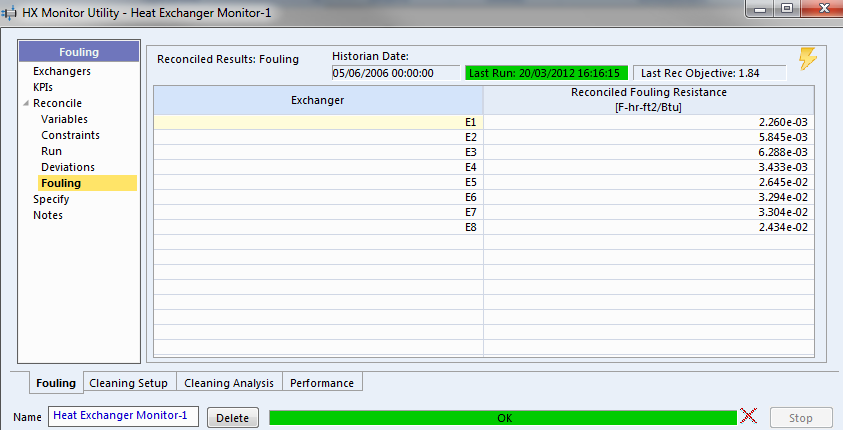 HX Monitor Utility - Heat Exchanger Monitor-1
Fouling
Exchangers
KPIs
Reconcile
Variables
Constraints
Run
Deviations
Fouling
Specify
Notes
Reconciled Results: Fouling
Historian Date:
05/06/2006 00:00:00
Last Run: 20/03/2012 16:16:15
Last Rec Objective: 1.84
Exchanger
Reconciled Fouling Resistance
[F-hr-ft2/Btu]
E1 2.260e-03
E2 5.845e-03
E3 6.288e-03
E4 3.433e-03
E5 2.645e-02
E6 3.294e-02
E7 3.304e-02
E8 2.434e-02
Fouling Cleaning Setup Cleaning Analysis Performance
Name Heat Exchanger Monitor-1 Delete OK Stop